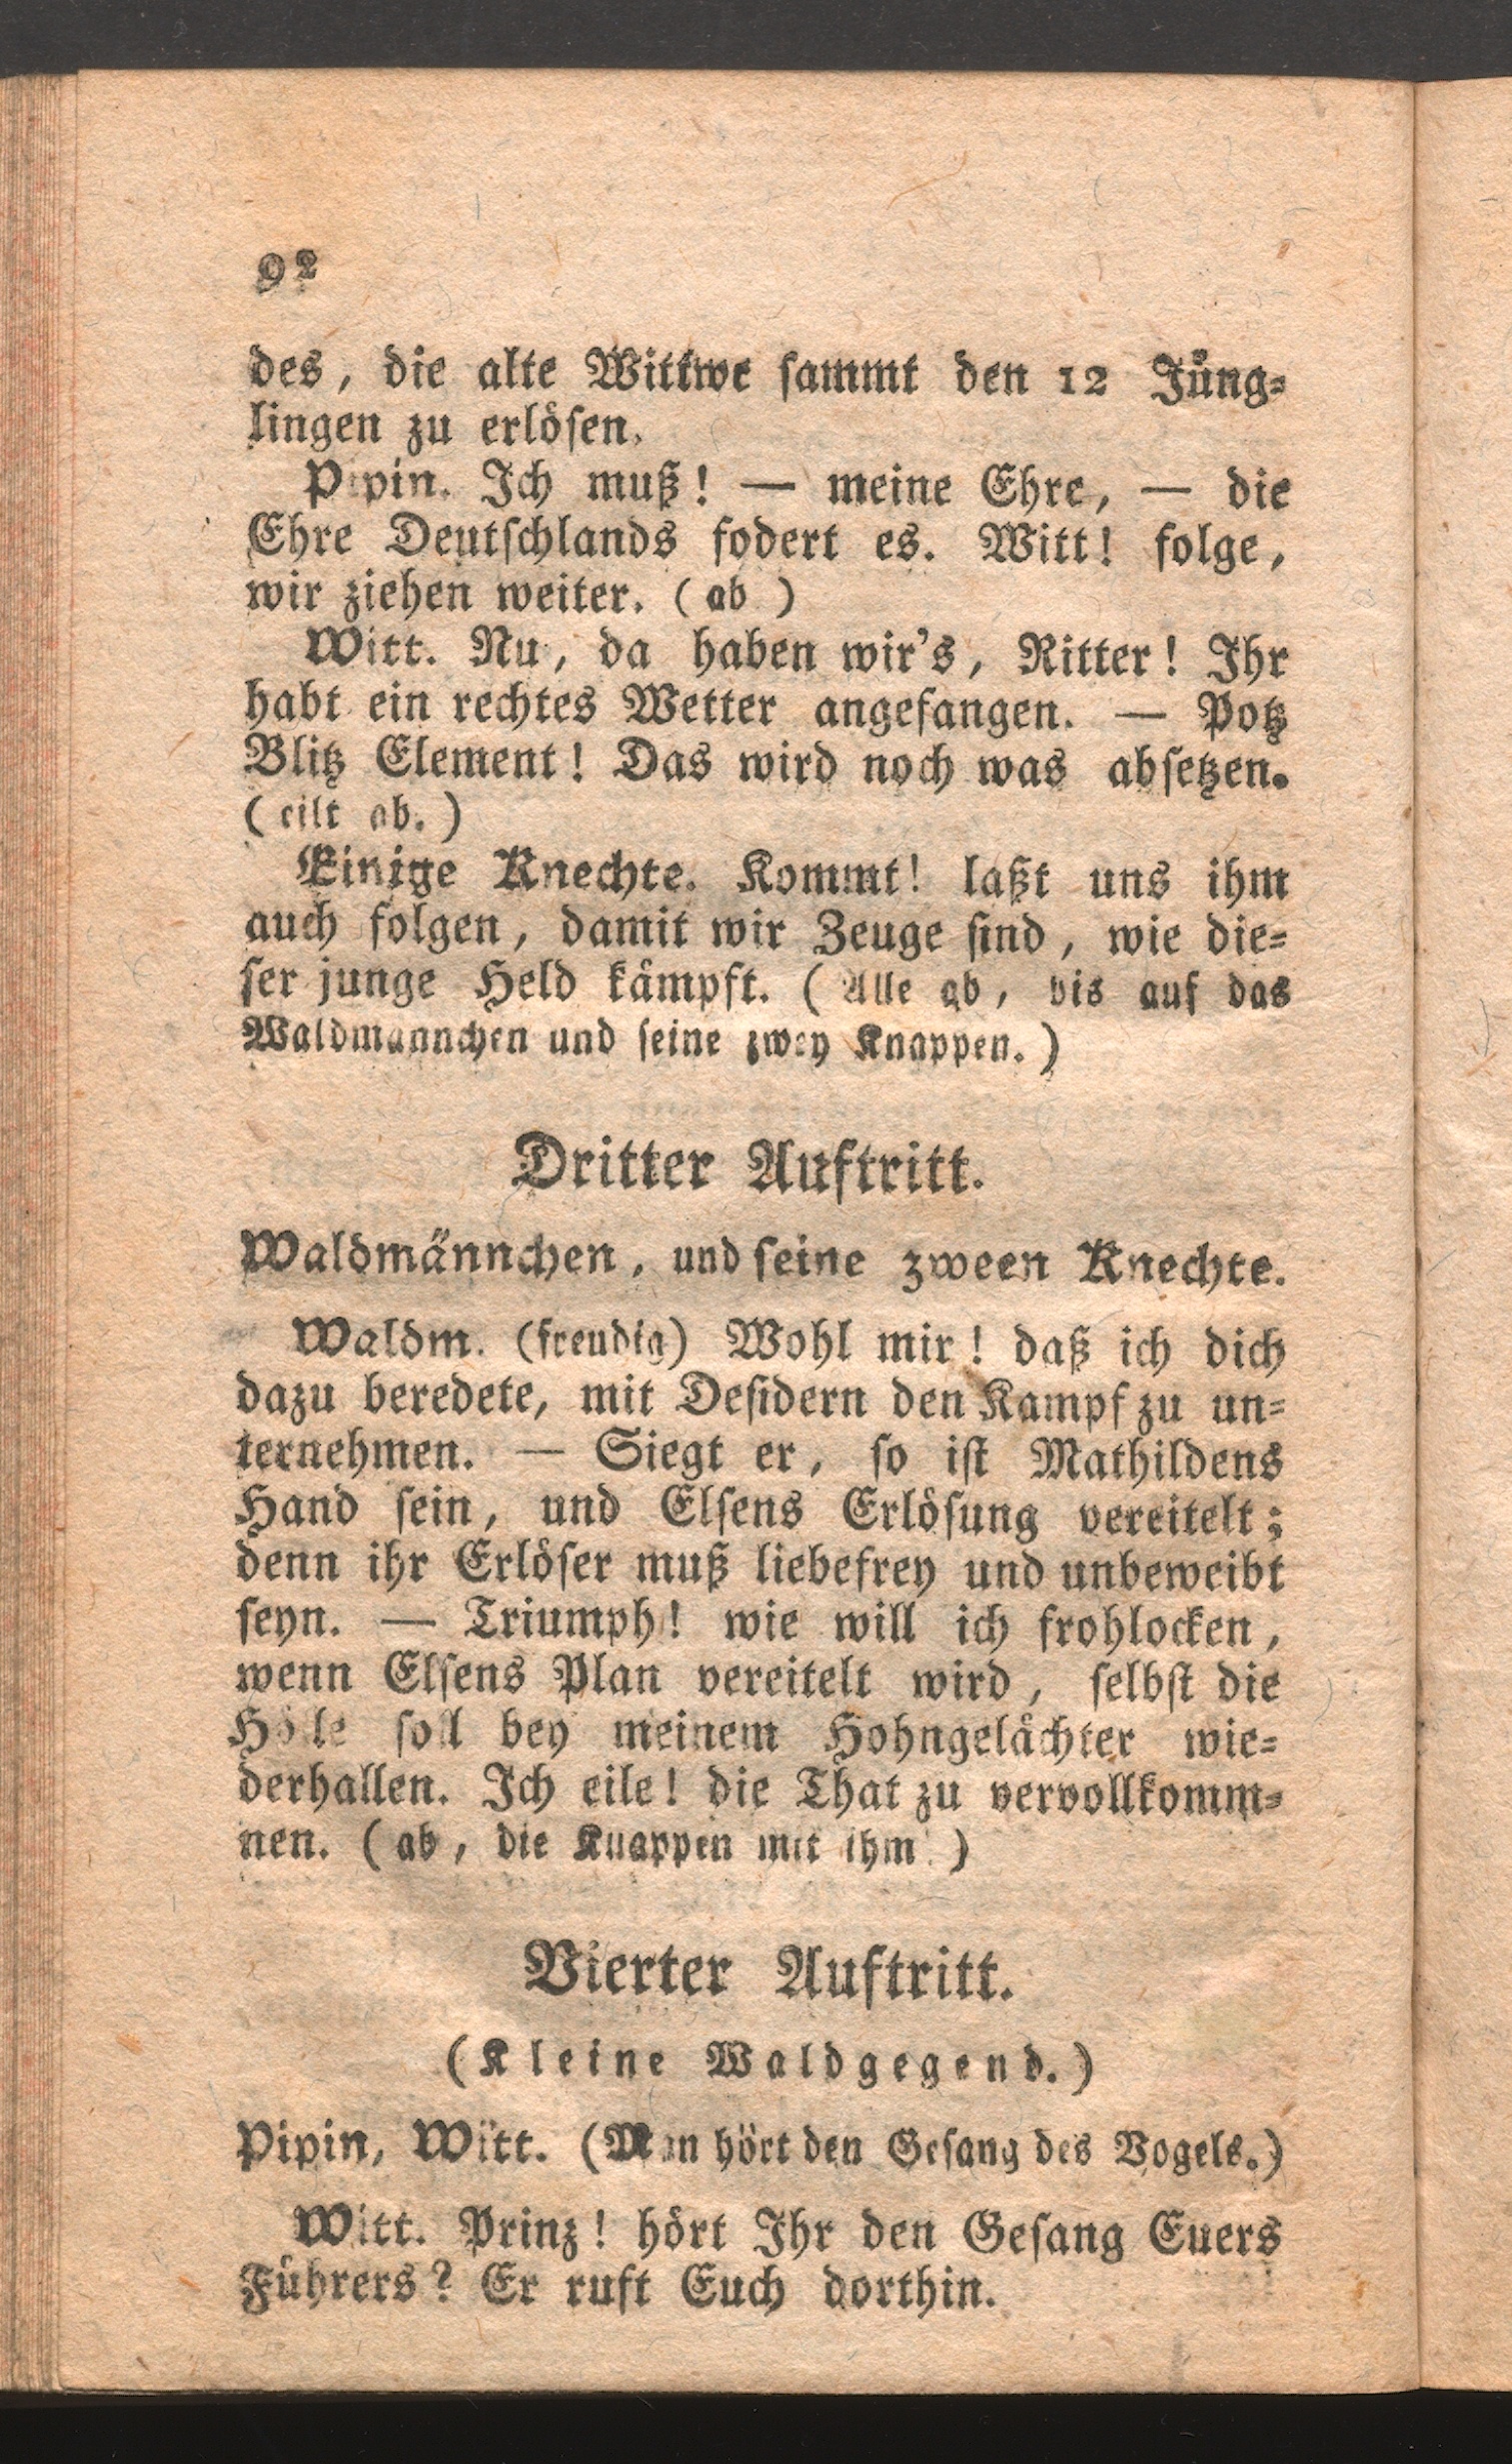 92
des, die alte Wittwe ſammt den 12 Jüng⸗
lingen zu erlöſen.
Pipin. Ich muß! — meine Ehre, — die
Ehre Deutſchlands fodert es. Witt! folge,
wir ziehen weiter. (ab)
Witt. Nu, da haben wir's, Ritter! Ihr
habt ein rechtes Wetter angefangen. — Potz
Blitz Element! Das wird noch was abſetzen.
(eilt ab.)
Einige Knechte. Kommt! laßt uns ihm
auch folgen, damit wir Zeuge ſind, wie die⸗
ſer junge Held kämpft. (Alle ab, bis auf das
Waldmannchen und ſeine zwey Knappen.)
Dritter Auftritt.
Waldmännchen, und ſeine zween Knechte.
Waldm. (freudig) Wohl mir! daß ich dich
dazu beredete, mit Deſidern den Kampf zu un⸗
ternehmen. — Siegt er, ſo iſt Mathildens
Hand ſein, und Elſens Erlöſung vereitelt;
denn ihr Erlöſer muß liebefrey und unbeweibt
ſeyn. — Triumph! wie will ich frohlocken,
wenn Elſens Plan vereitelt wird, ſelbſt die
Hölle ſoll bey meinem Hohngelächter wie⸗
derhallen. Ich eile! die That zu vervollkomm⸗
nen. (ab, die Knappen mit ihm.)
Vierter Auftritt.
(Kleine Waldgegend.)
Pipin, Witt. (Man hört den Geſang des Vogels.)
Witt. Prinz! hört Ihr den Geſang Euers
Führers? Er ruft Euch dorthin.